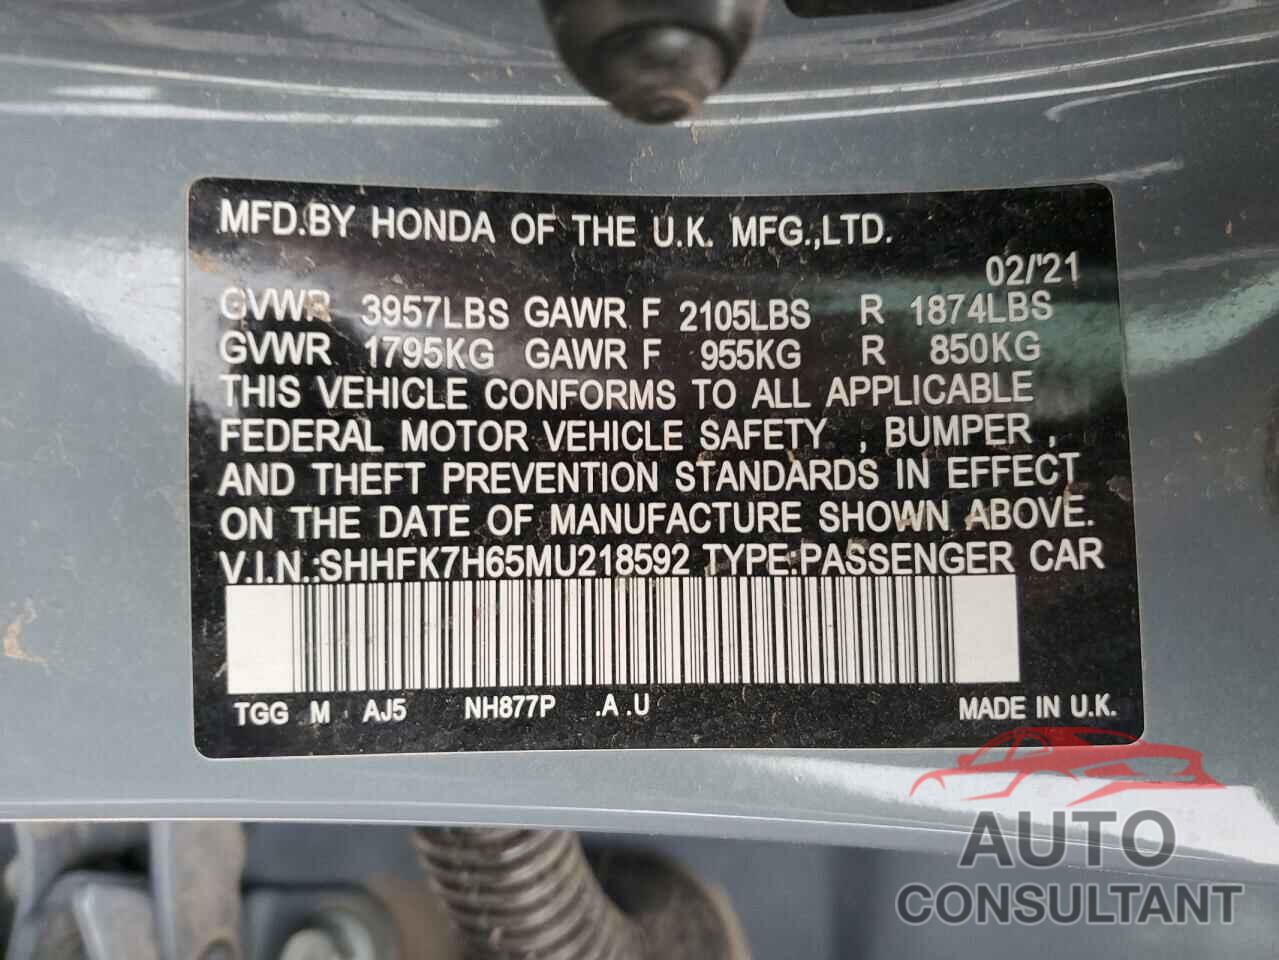 MFD.BY HONDA OF THE U.K. MFG.,LTD.
02/'21
GVWR 3957LBS GAWR F 2105LBS R 1874LBS
GVWR 1795KG GAWR F 955KG R 850KG
THIS VEHICLE CONFORMS TO ALL APPLICABLE
FEDERAL MOTOR VEHICLE SAFETY , BUMPER ,
AND THEFT PREVENTION STANDARDS IN EFFECT
ON THE DATE OF MANUFACTURE SHOWN ABOVE.
V.I.N.:SHHFK7H65MU218592 TYPE:PASSENGER CAR
TGG M AJ5 NH877P .A .U MADE IN U.K.
AUTO
CONSULTANT